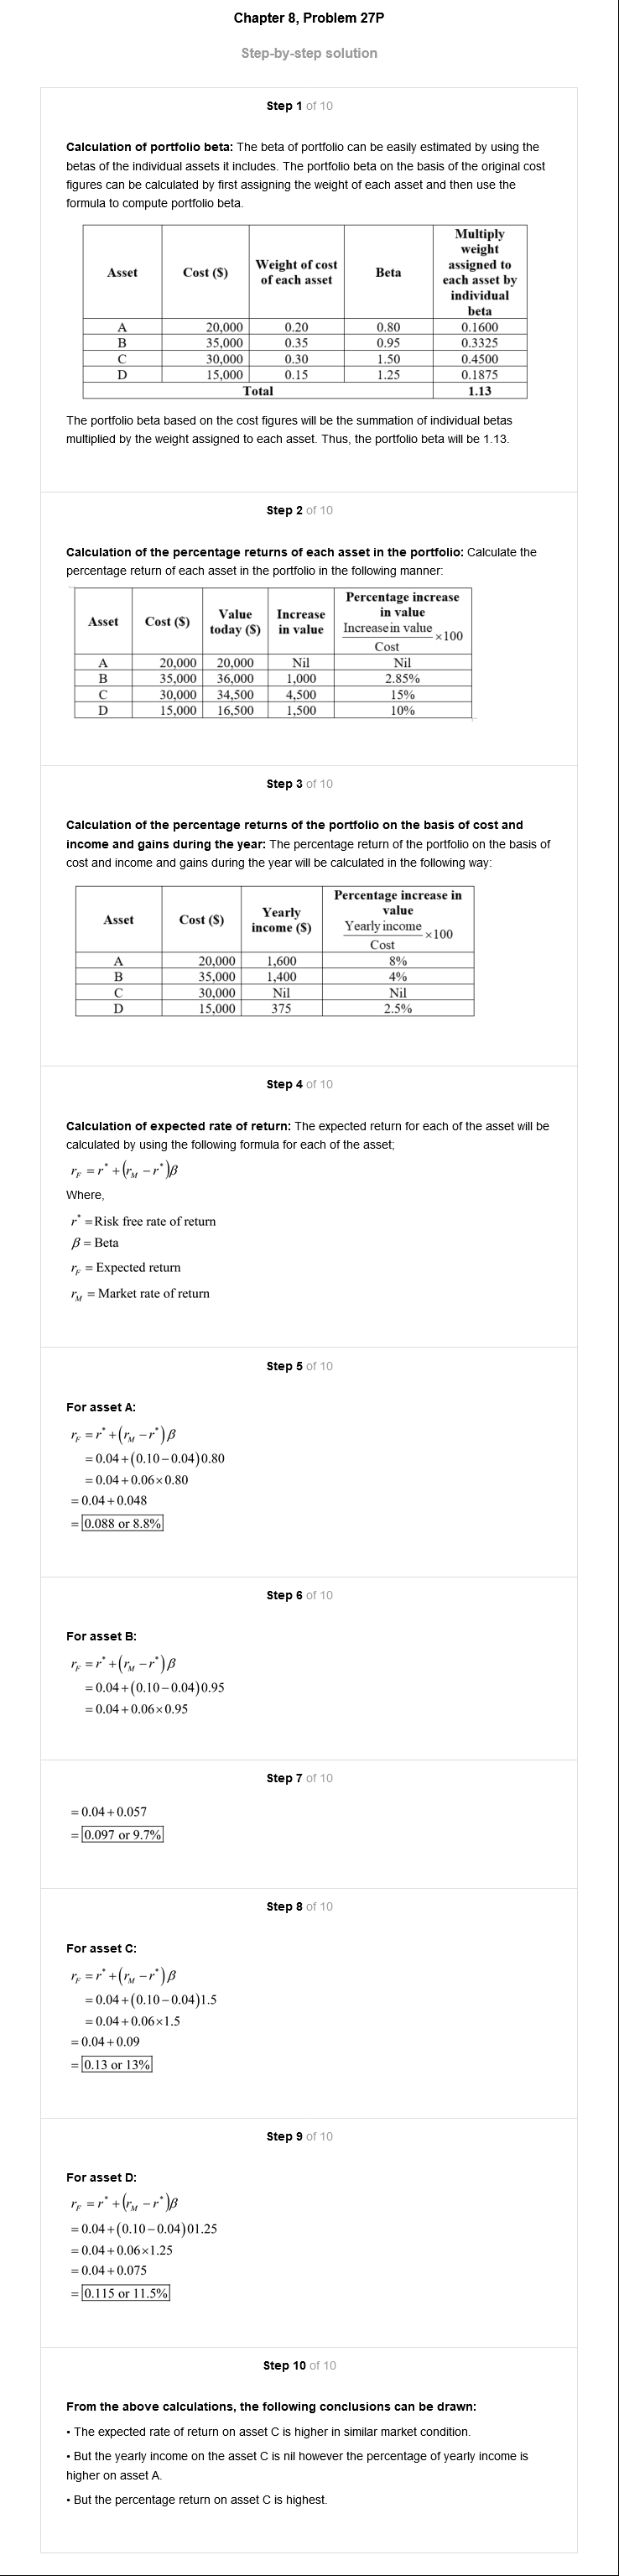 Chapter 8, Problem 27P
Step-by-step solution
Step 1 of 10
Calculation of portfolio beta: The beta of portfolio can be easily estimated by using the
betas of the individual assets it includes. The portfolio beta on the basis of the original cost
figures can be calculated by first assigning the weight of each asset and then use the
formula to compute portfolio beta.
Asset Cost ($) Weight of cost of each asset Beta Multiply weight assigned to each asset by individual beta
A 20,000 0.20 0.80 0.1600
B 35,000 0.35 0.95 0.3325
C 30,000 0.30 1.50 0.4500
D 15,000 0.15 1.25 0.1875
Total 1.13
The portfolio beta based on the cost figures will be the summation of individual betas
multiplied by the weight assigned to each asset. Thus, the portfolio beta will be 1.13.
Step 2 of 10
Calculation of the percentage returns of each asset in the portfolio: Calculate the
percentage return of each asset in the portfolio in the following manner:
Asset Cost ($) Value today ($) Increase in value Percentage increase in value Increase in value / Cost ×100
A 20,000 20,000 Nil Nil
B 35,000 36,000 1,000 2.85%
C 30,000 34,500 4,500 15%
D 15,000 16,500 1,500 10%
Step 3 of 10
Calculation of the percentage returns of the portfolio on the basis of cost and
income and gains during the year: The percentage return of the portfolio on the basis of
cost and income and gains during the year will be calculated in the following way:
Asset Cost ($) Yearly income ($) Percentage increase in value Yearly income / Cost ×100
A 20,000 1,600 8%
B 35,000 1,400 4%
C 30,000 Nil Nil
D 15,000 375 2.5%
Step 4 of 10
Calculation of expected rate of return: The expected return for each of the asset will be
calculated by using the following formula for each of the asset;
r_F = r* + (r_M − r*)β
Where,
r* = Risk free rate of return
β = Beta
r_F = Expected return
r_M = Market rate of return
Step 5 of 10
For asset A:
r_F = r* + (r_M − r*)β
= 0.04 + (0.10 − 0.04)0.80
= 0.04 + 0.06 × 0.80
= 0.04 + 0.048
= 0.088 or 8.8%
Step 6 of 10
For asset B:
r_F = r* + (r_M − r*)β
= 0.04 + (0.10 − 0.04)0.95
= 0.04 + 0.06 × 0.95
Step 7 of 10
= 0.04 + 0.057
= 0.097 or 9.7%
Step 8 of 10
For asset C:
r_F = r* + (r_M − r*)β
= 0.04 + (0.10 − 0.04)1.5
= 0.04 + 0.06 × 1.5
= 0.04 + 0.09
= 0.13 or 13%
Step 9 of 10
For asset D:
r_F = r* + (r_M − r*)β
= 0.04 + (0.10 − 0.04)01.25
= 0.04 + 0.06 × 1.25
= 0.04 + 0.075
= 0.115 or 11.5%
Step 10 of 10
From the above calculations, the following conclusions can be drawn:
• The expected rate of return on asset C is higher in similar market condition.
• But the yearly income on the asset C is nil however the percentage of yearly income is
higher on asset A.
• But the percentage return on asset C is highest.